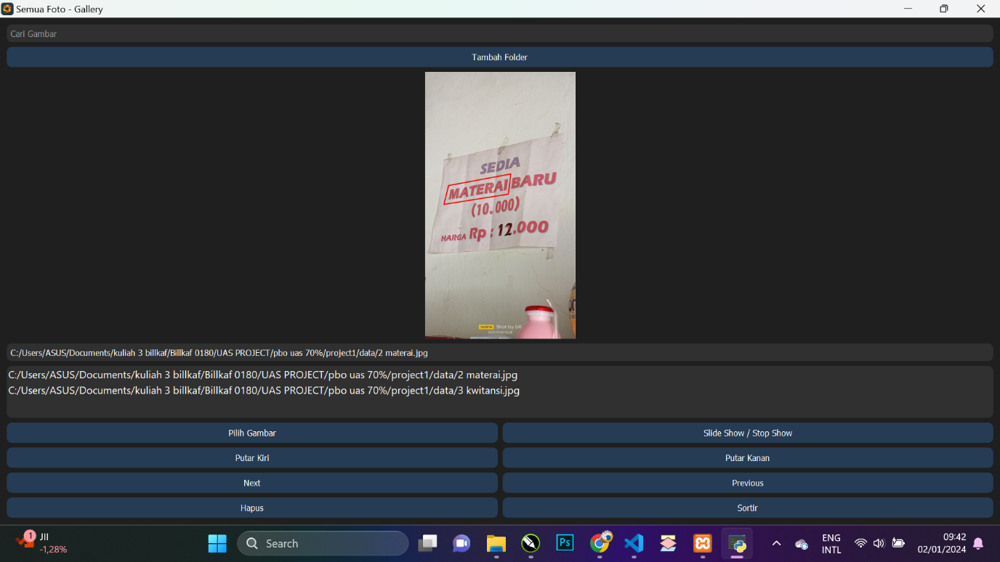 Semua Foto - Gallery
Cari Gambar
Tambah Folder
SEDIA
MATERAI BARU
(10.000)
HARGA Rp : 12.000
realme Shot by bill
C:/Users/ASUS/Documents/kuliah 3 billkaf/Billkaf 0180/UAS PROJECT/pbo uas 70%/project1/data/2 materai.jpg
C:/Users/ASUS/Documents/kuliah 3 billkaf/Billkaf 0180/UAS PROJECT/pbo uas 70%/project1/data/2 materai.jpg
C:/Users/ASUS/Documents/kuliah 3 billkaf/Billkaf 0180/UAS PROJECT/pbo uas 70%/project1/data/3 kwitansi.jpg
Pilih Gambar
Slide Show / Stop Show
Putar Kiri
Putar Kanan
Next
Previous
Hapus
Sortir
1
JII
-1,28%
Search
Ps
ENG
INTL
09:42
02/01/2024